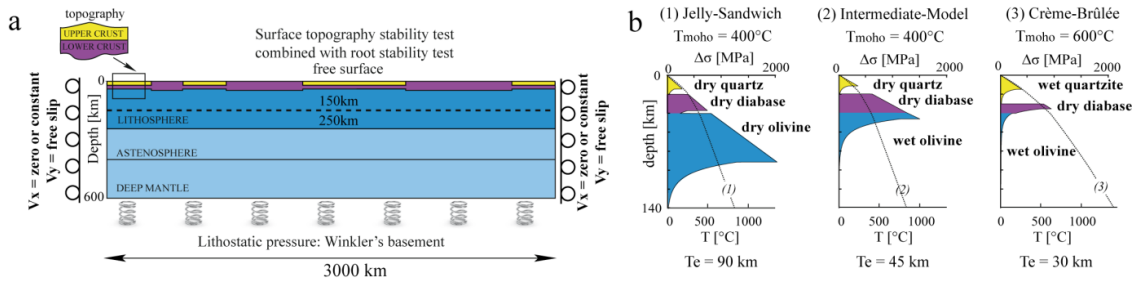 a
topography
UPPER CRUST
LOWER CRUST
Surface topography stability test
combined with root stability test
free surface
0
150km
250km
LITHOSPHERE
ASTENOSPHERE
DEEP MANTLE
Depth [km]
600
Vx = zero or constant
Vy = free slip
Vx = zero or constant
Vy = free slip
Lithostatic pressure: Winkler's basement
3000 km
b
(1) Jelly-Sandwich
Tmoho = 400°C
Δσ [MPa]
0
2000
dry quartz
dry diabase
dry olivine
(1)
depth [km]
140
0 500 1000
T [°C]
Te = 90 km
(2) Intermediate-Model
Tmoho = 400°C
Δσ [MPa]
0 2000
dry quartz
dry diabase
wet olivine
(2)
0 500 1000
T [°C]
Te = 45 km
(3) Crème-Brûlée
Tmoho = 600°C
Δσ [MPa]
0 2000
wet quartzite
dry diabase
wet olivine
(3)
0 500 1000
T [°C]
Te = 30 km